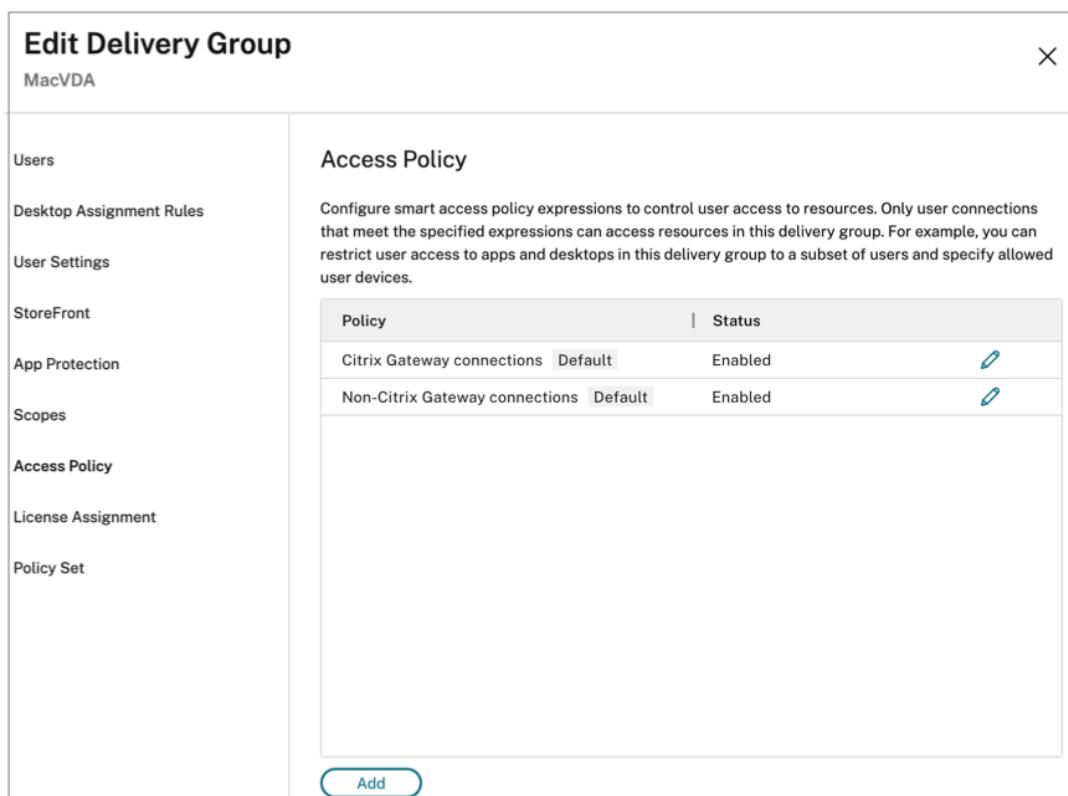 Edit Delivery Group
MacVDA
Users
Desktop Assignment Rules
User Settings
StoreFront
App Protection
Scopes
Access Policy
License Assignment
Policy Set
Access Policy
Configure smart access policy expressions to control user access to resources. Only user connections
that meet the specified expressions can access resources in this delivery group. For example, you can
restrict user access to apps and desktops in this delivery group to a subset of users and specify allowed
user devices.
Policy Status
Citrix Gateway connections Default Enabled
Non-Citrix Gateway connections Default Enabled
Add